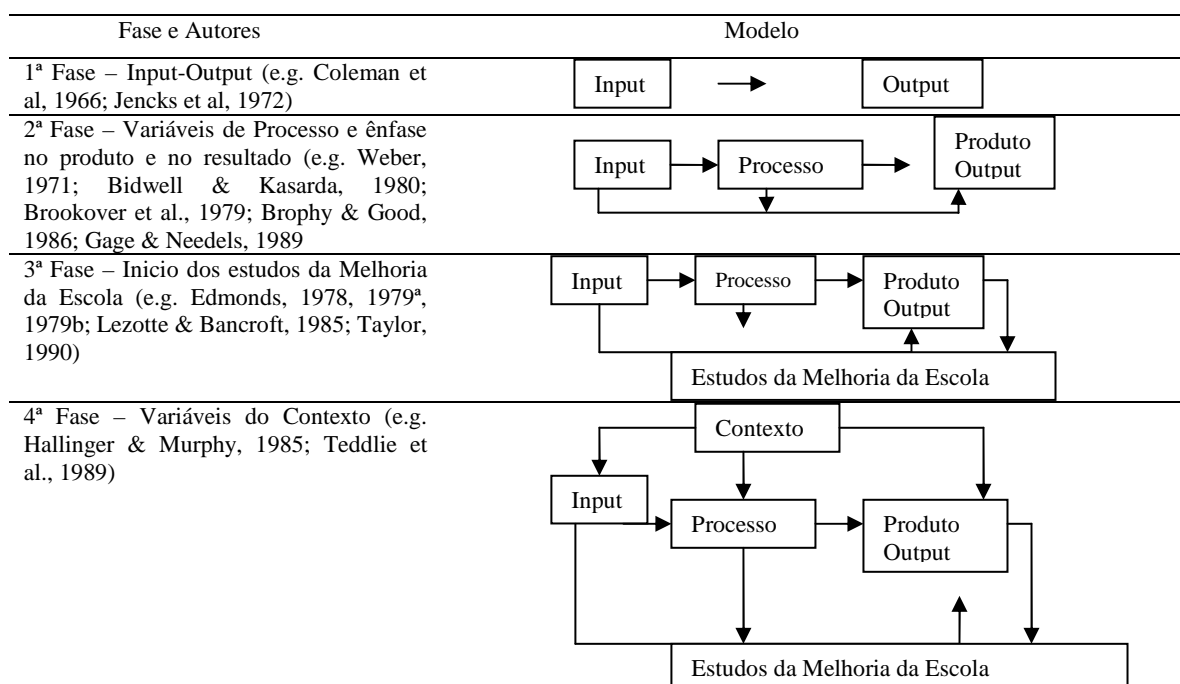 Fase e Autores
Modelo
1ª Fase – Input-Output (e.g. Coleman et
al, 1966; Jencks et al, 1972)
Input
Output
2ª Fase – Variáveis de Processo e ênfase
no produto e no resultado (e.g. Weber,
1971; Bidwell & Kasarda, 1980;
Brookover et al., 1979; Brophy & Good,
1986; Gage & Needels, 1989
Input
Processo
Produto
Output
3ª Fase – Inicio dos estudos da Melhoria
da Escola (e.g. Edmonds, 1978, 1979ª,
1979b; Lezotte & Bancroft, 1985; Taylor,
1990)
Input
Processo
Produto
Output
Estudos da Melhoria da Escola
4ª Fase – Variáveis do Contexto (e.g.
Hallinger & Murphy, 1985; Teddlie et
al., 1989)
Contexto
Input
Processo
Produto
Output
Estudos da Melhoria da Escola